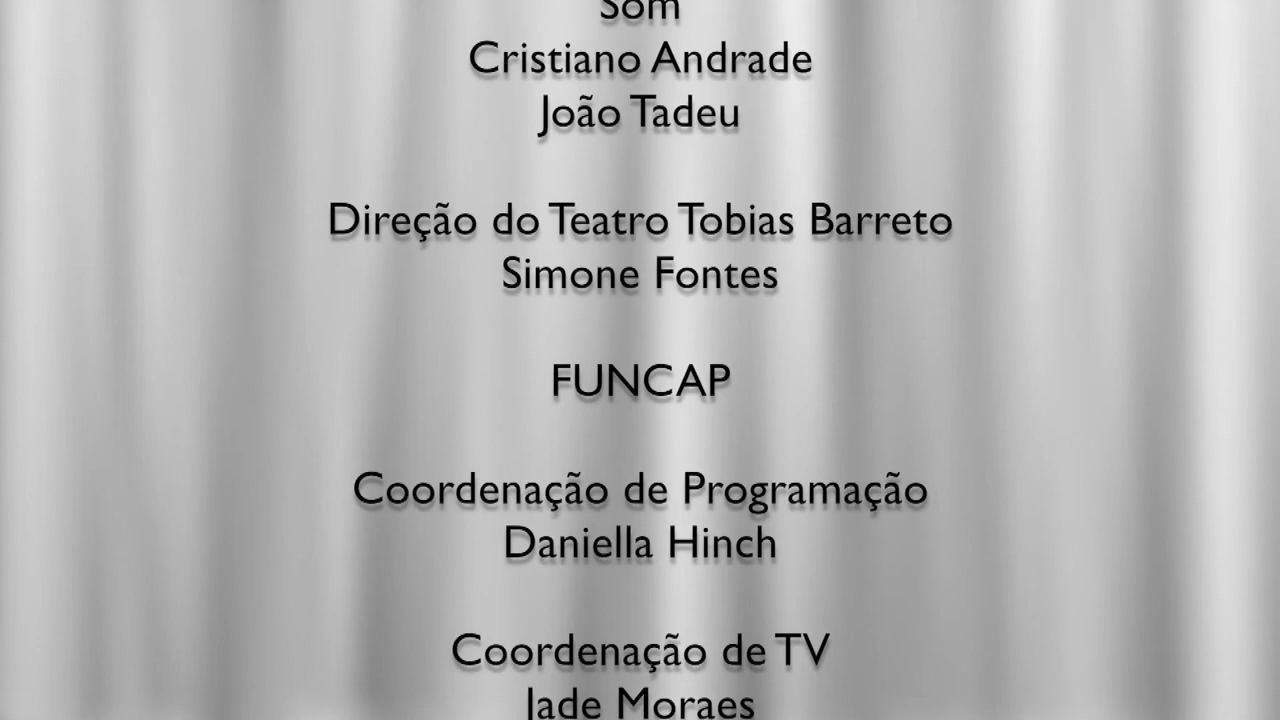 Som
Cristiano Andrade
João Tadeu
Direção do Teatro Tobias Barreto
Simone Fontes
FUNCAP
Coordenação de Programação
Daniella Hinch
Coordenação de TV
Jade Moraes